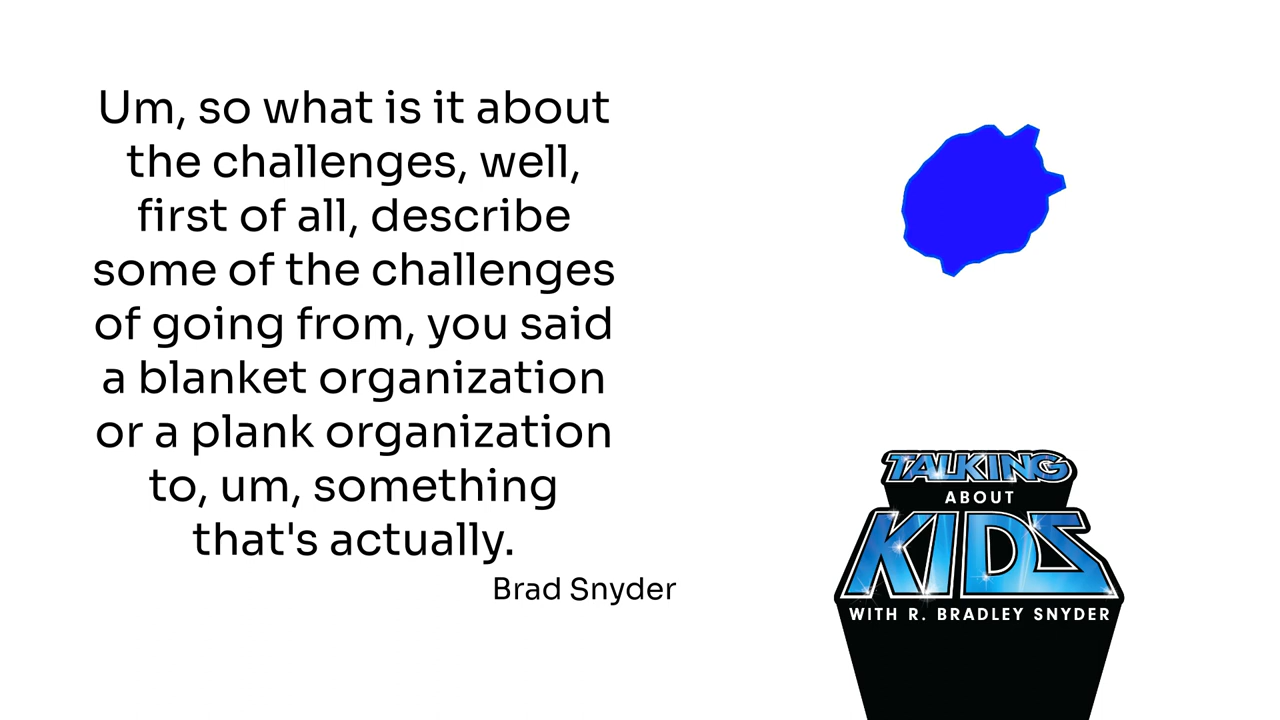 Um, so what is it about
the challenges, well,
first of all, describe
some of the challenges
of going from, you said
a blanket organization
or a plank organization
to, um, something
that's actually.
Brad Snyder
TALKING
ABOUT
KIDS
WITH R. BRADLEY SNYDER